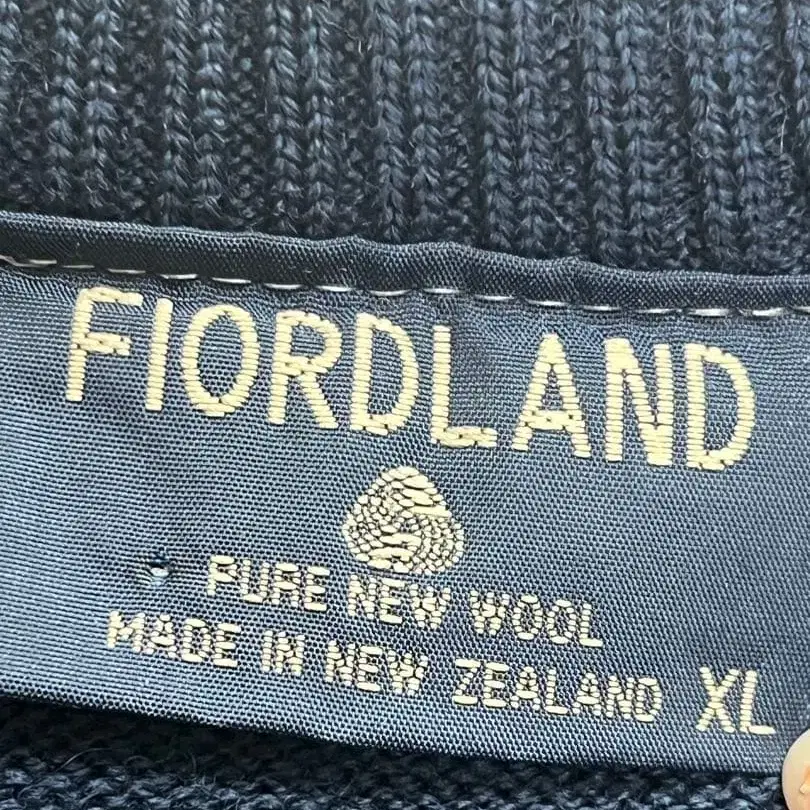 FIORDLAND
PURE NEW WOOL
MADE IN NEW ZEALAND XL